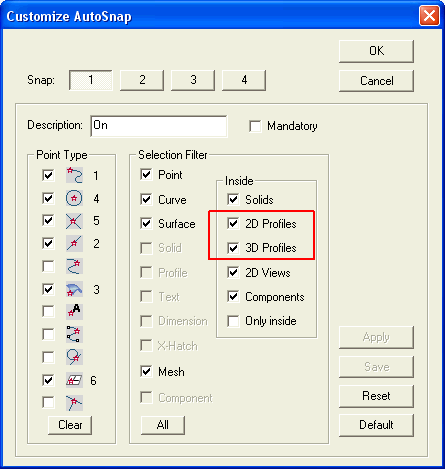 Customize AutoSnap
OK
Snap: 1 2 3 4
Cancel
Description: On
Mandatory
Point Type
1
4
5
2
3
A
6
Clear
Selection Filter
Point
Curve
Surface
Solid
Profile
Text
Dimension
X-Hatch
Mesh
Component
All
Inside
Solids
2D Profiles
3D Profiles
2D Views
Components
Only inside
Apply
Save
Reset
Default